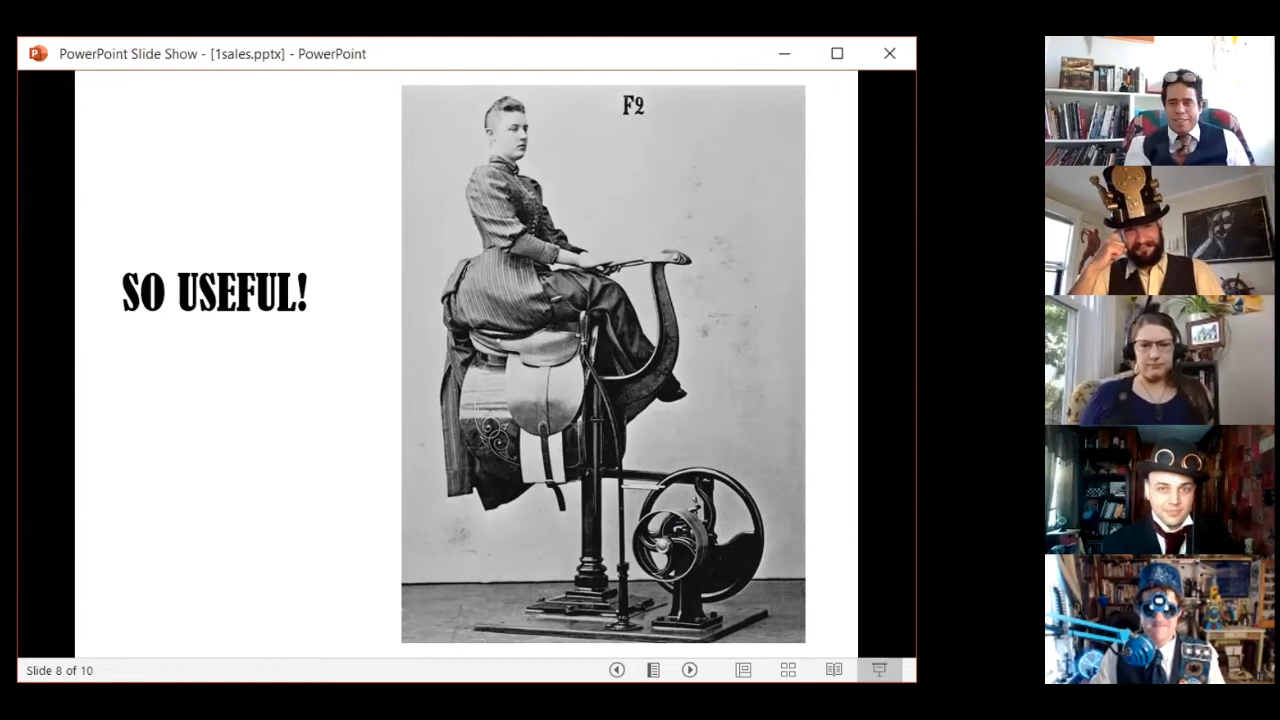 PowerPoint Slide Show - [1sales.pptx] - PowerPoint
F2
SO USEFUL!
Slide 8 of 10